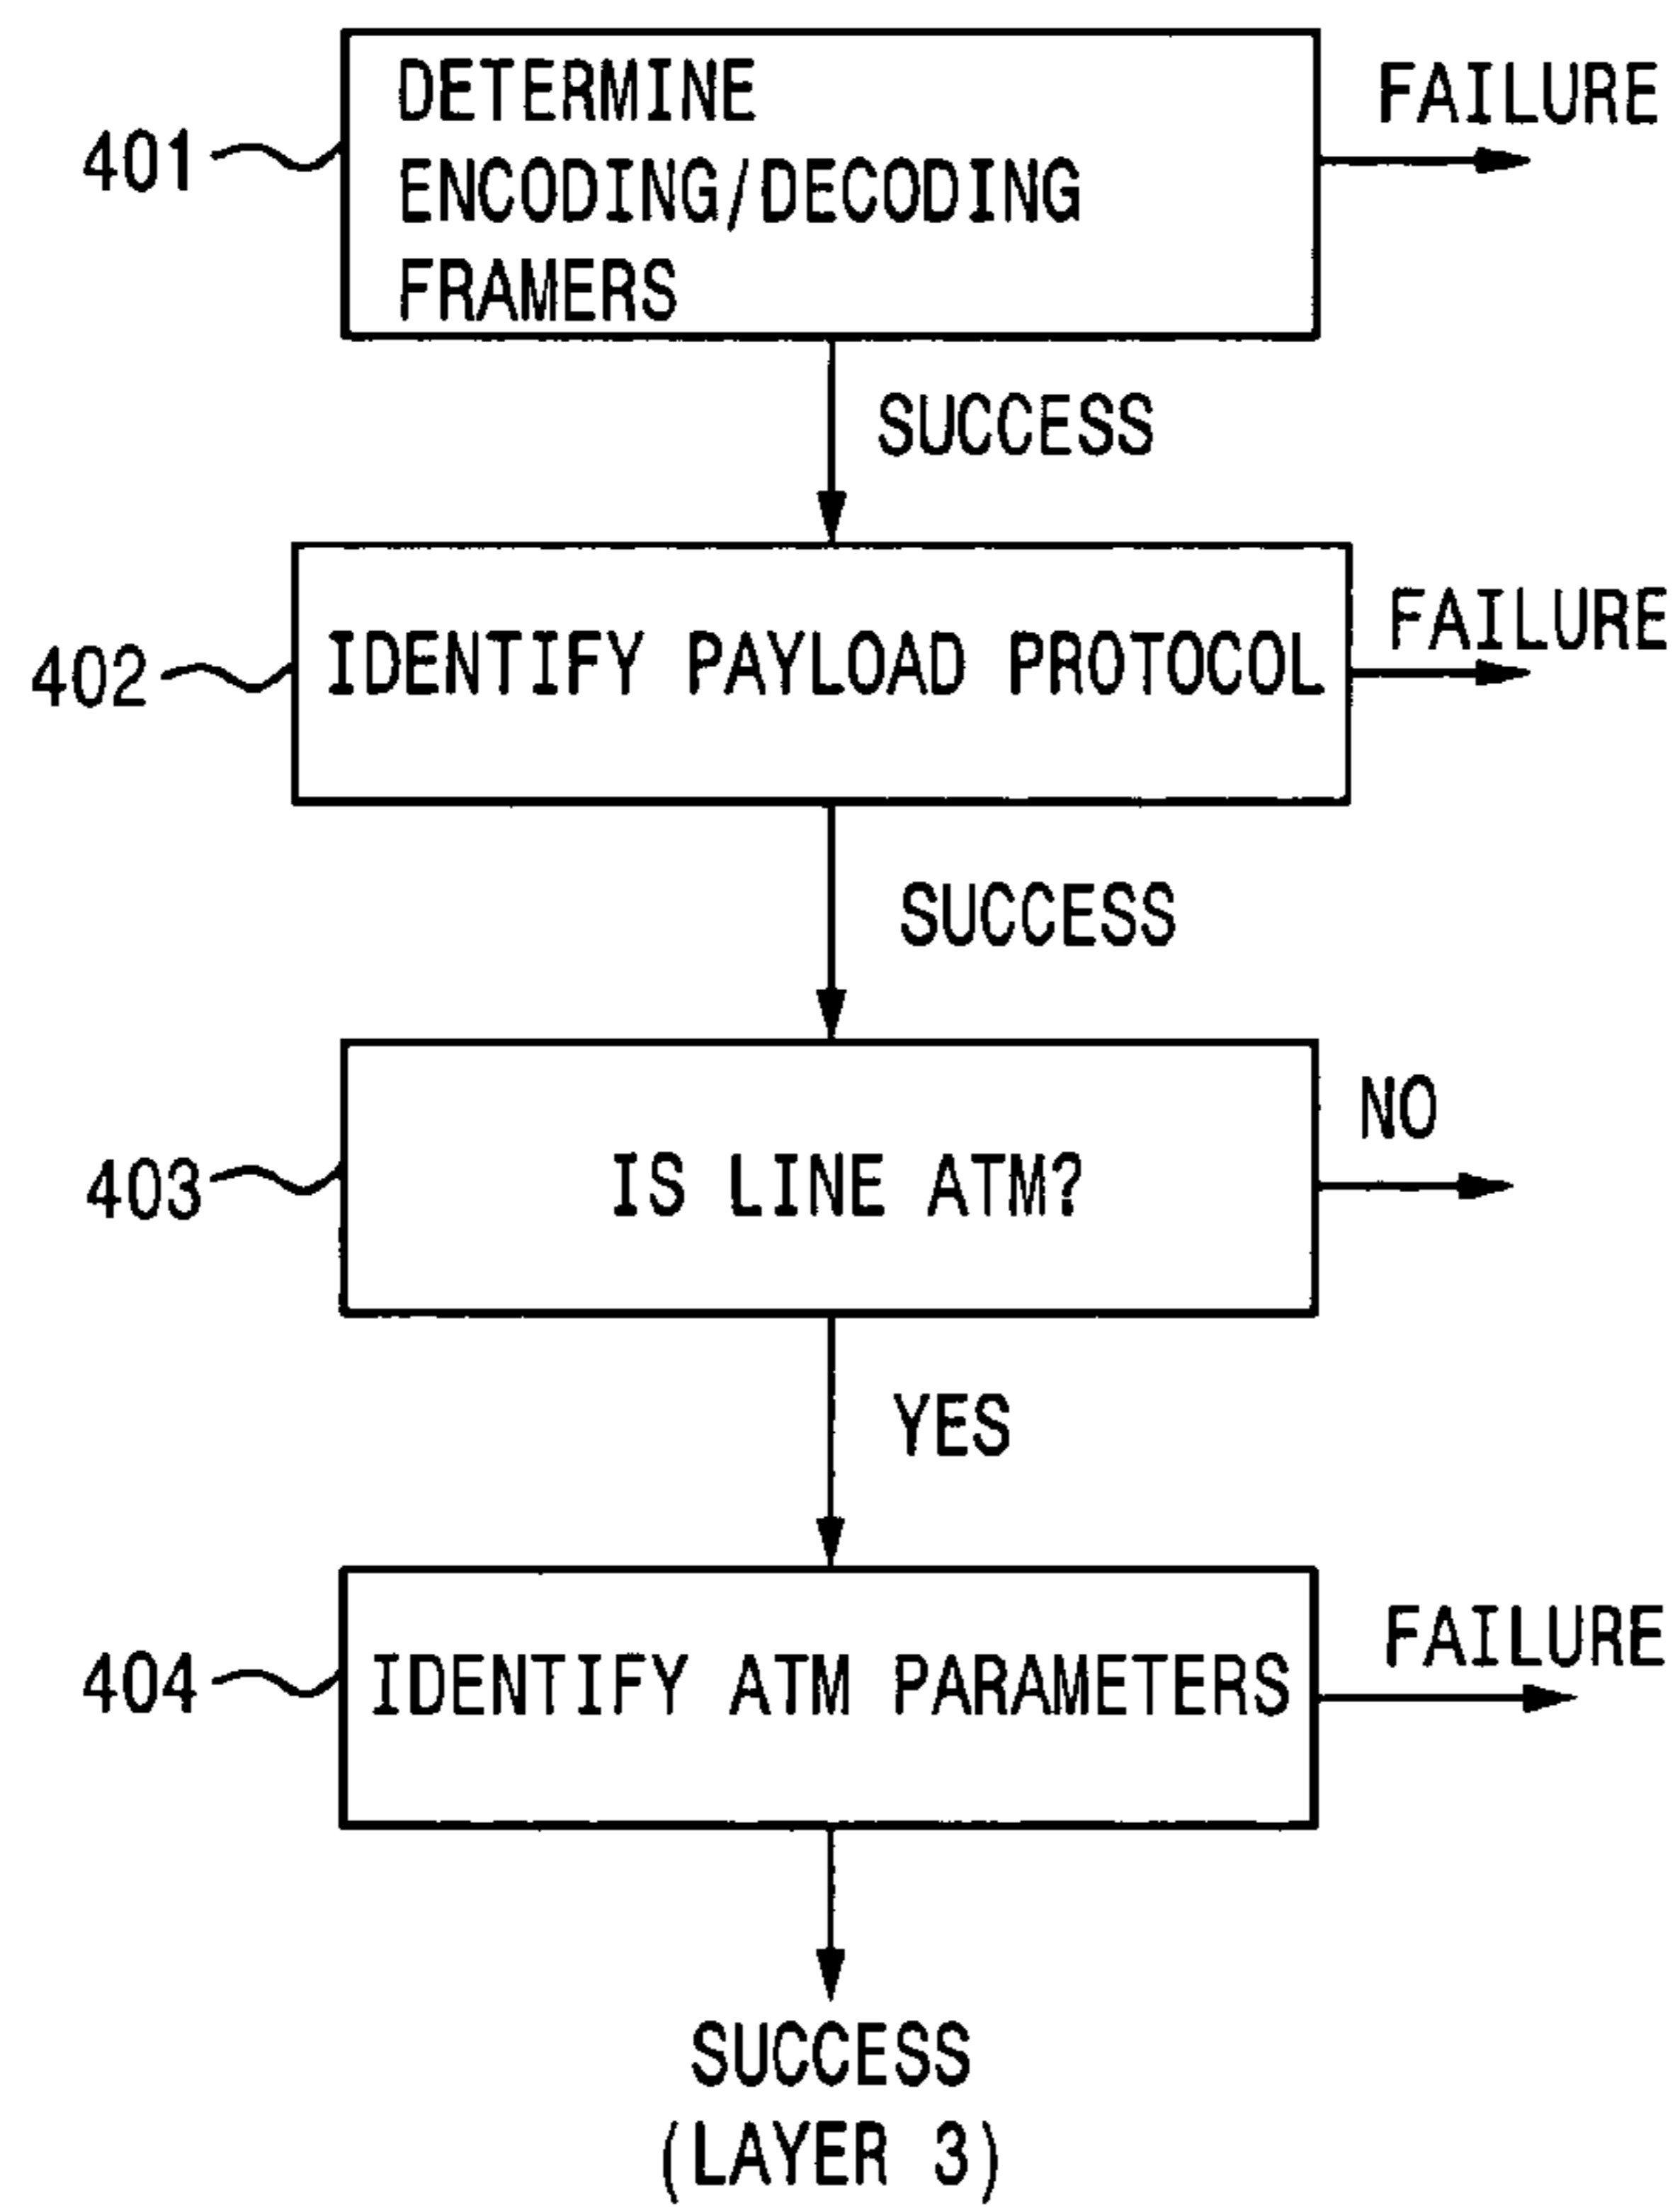 DETERMINE
ENCODING/DECODING
FRAMERS
FAILURE
401
SUCCESS
IDENTIFY PAYLOAD PROTOCOL
FAILURE
402
SUCCESS
IS LINE ATM?
NO
403
YES
IDENTIFY ATM PARAMETERS
FAILURE
404
SUCCESS
(LAYER 3)